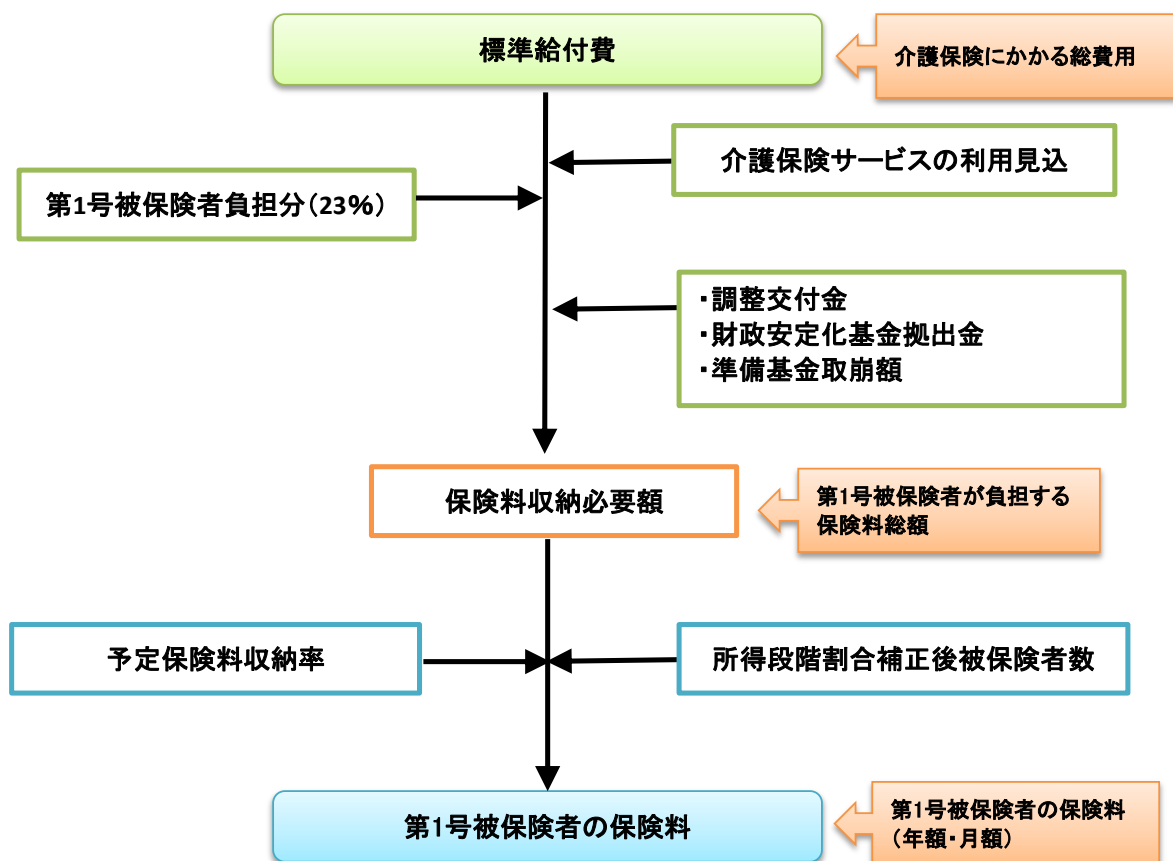 標準給付費
介護保険にかかる総費用
介護保険サービスの利用見込
第1号被保険者負担分(23%)
・調整交付金
・財政安定化基金拠出金
・準備基金取崩額
保険料収納必要額
第1号被保険者が負担する
保険料総額
予定保険料収納率
所得段階割合補正後被保険者数
第1号被保険者の保険料
第1号被保険者の保険料
(年額・月額)